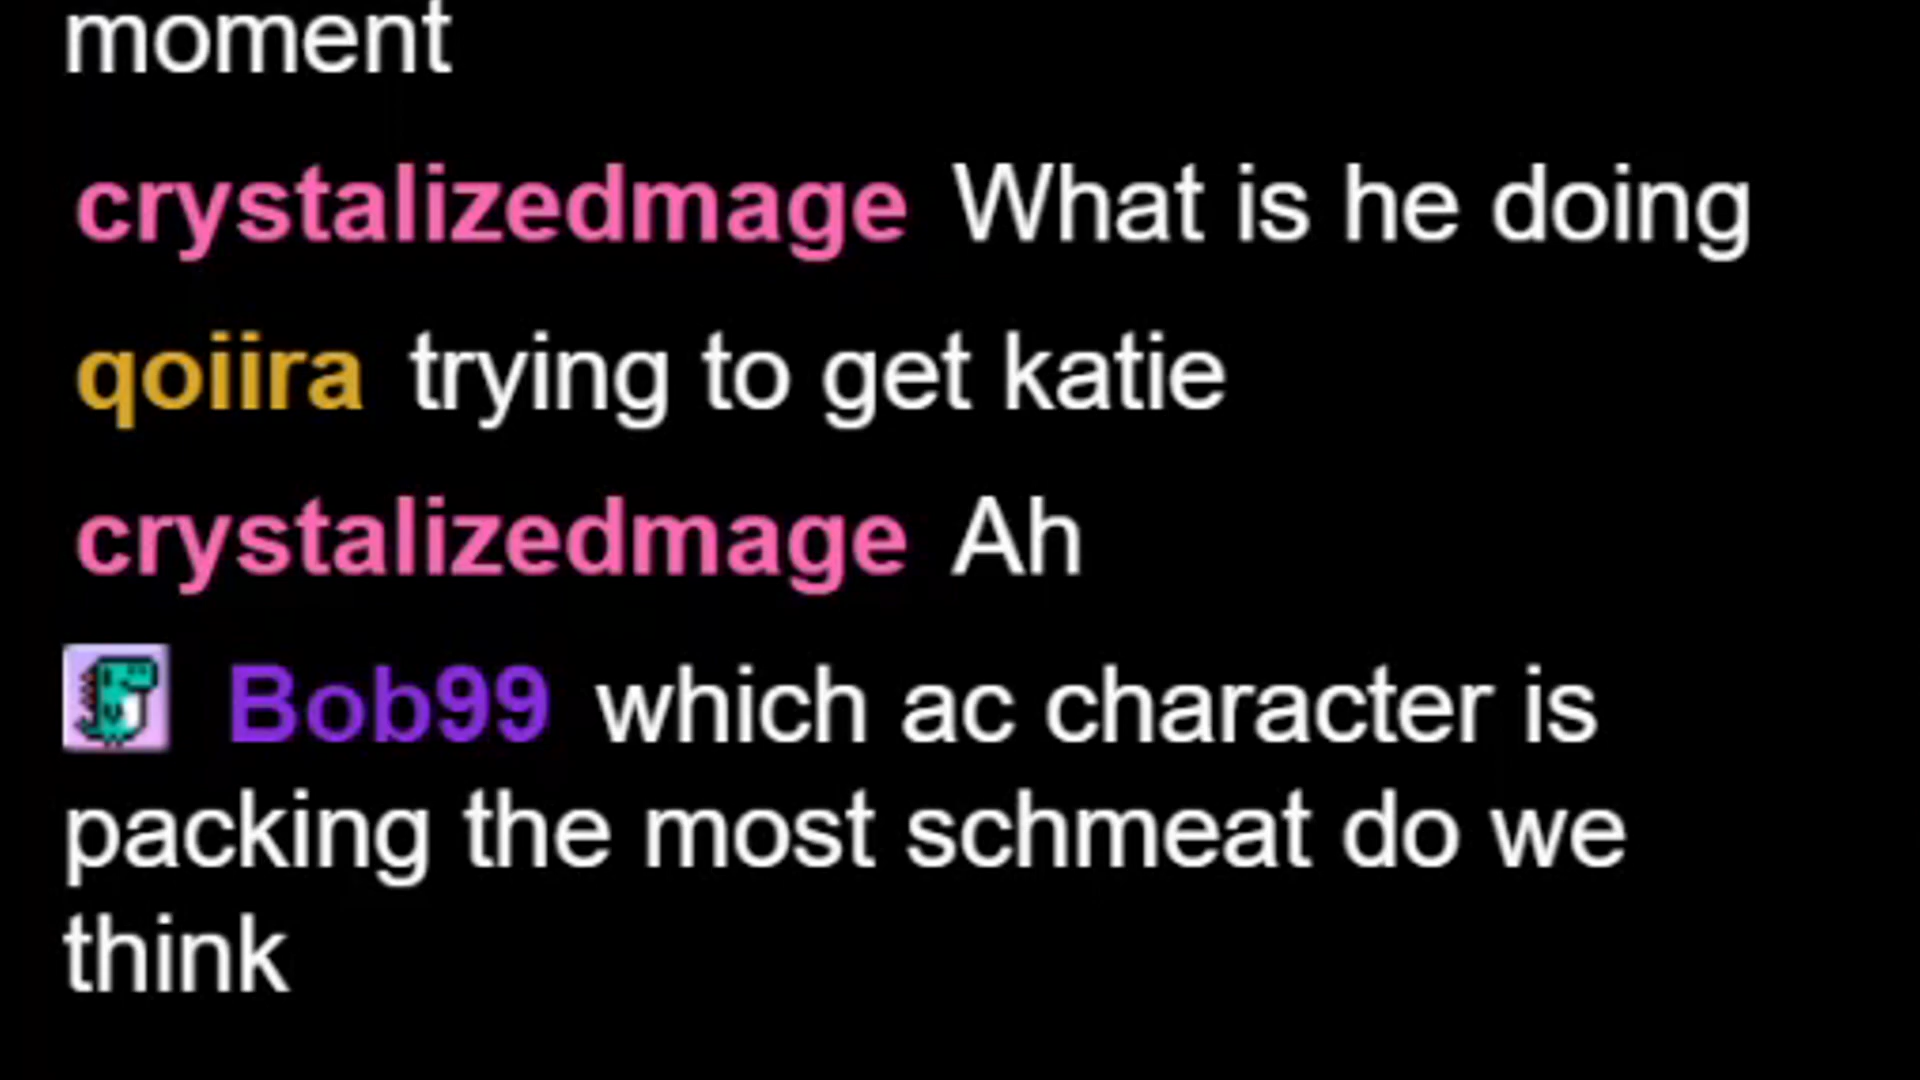 moment
crystalizedmage What is he doing
qoiira trying to get katie
crystalizedmage Ah
Bob99 which ac character is
packing the most schmeat do we
think